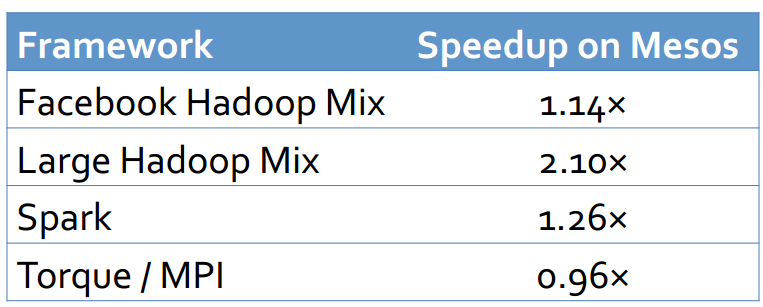 Framework Speedup on Mesos
Facebook Hadoop Mix 1.14×
Large Hadoop Mix 2.10×
Spark 1.26×
Torque / MPI 0.96×